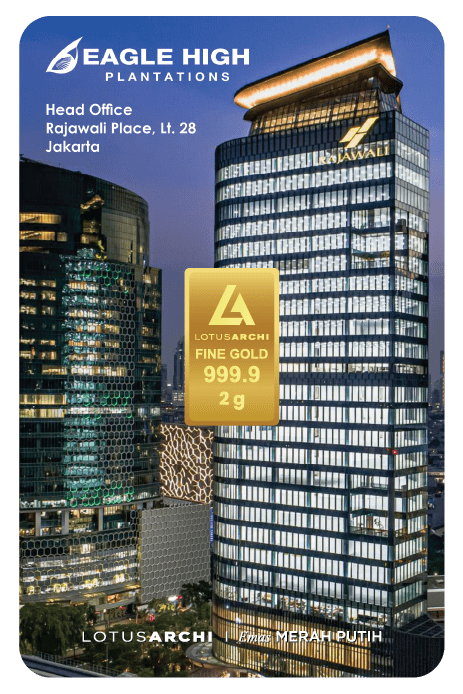 EAGLE HIGH
PLANTATIONS
Head Office
Rajawali Place, Lt. 28
Jakarta
RAJAWALI
LOTUSARCHI
FINE GOLD
999.9
2 g
LOTUSARCHI | Emas MERAH PUTIH